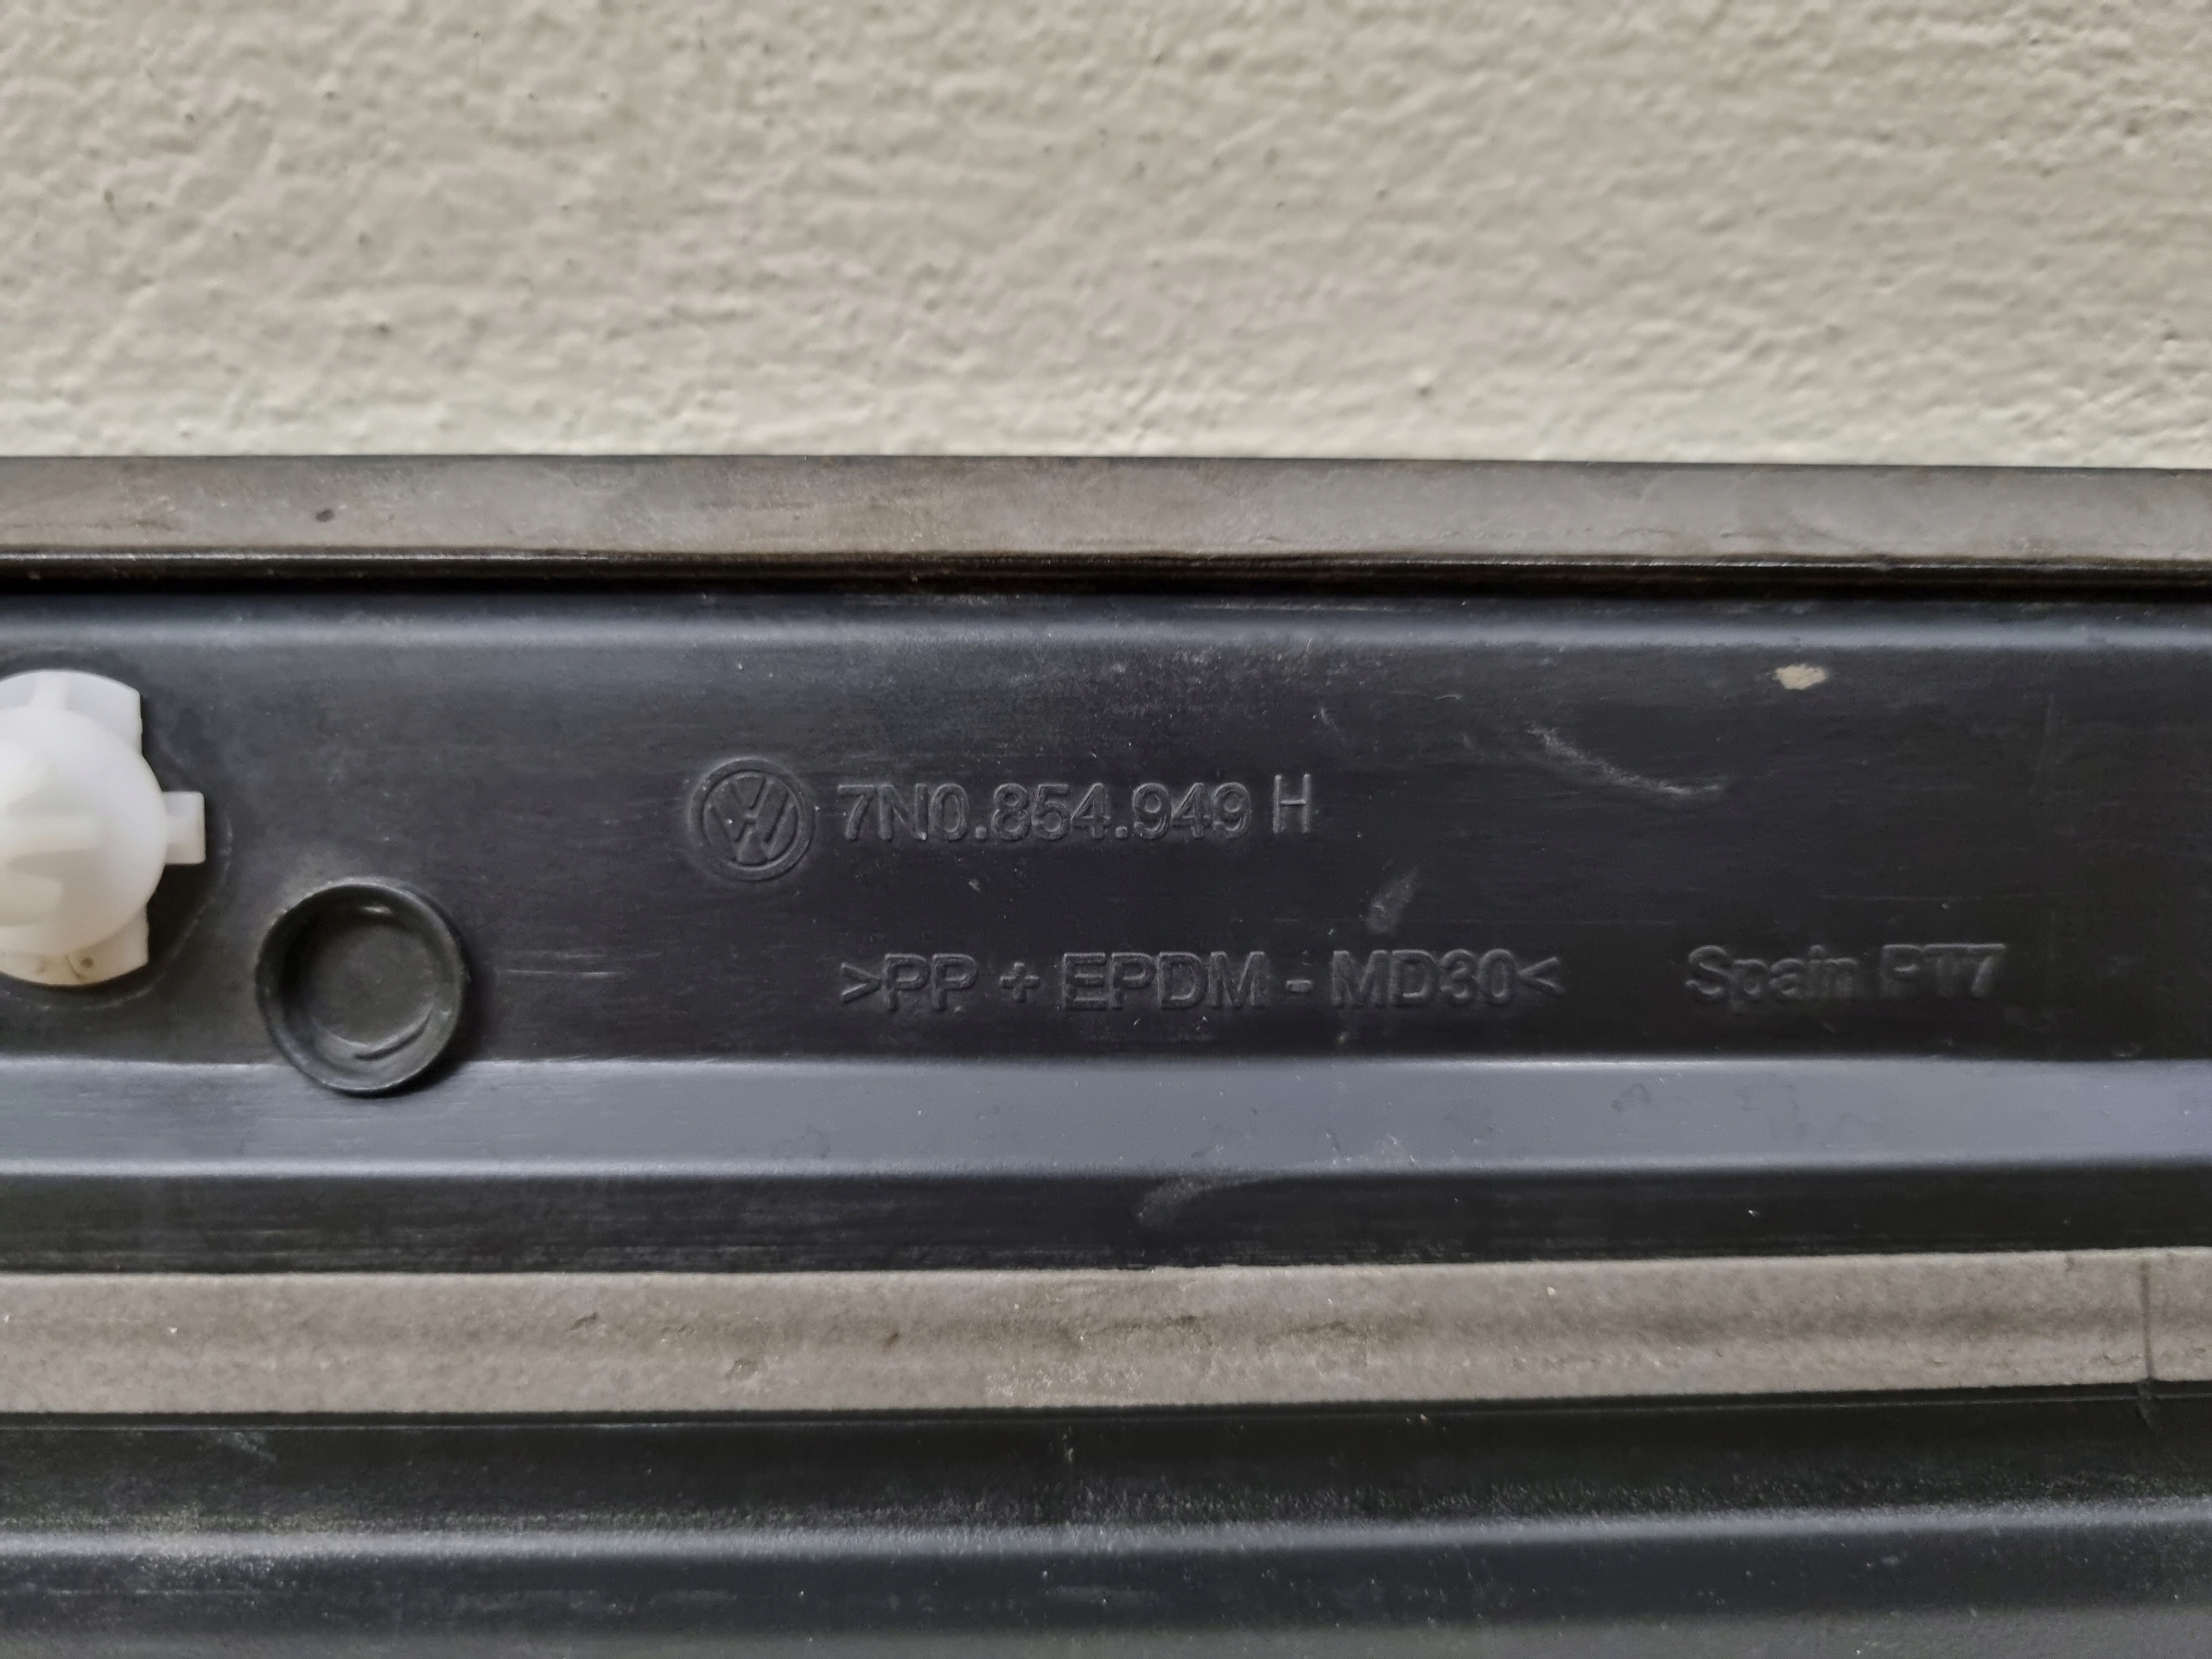 7N0.854.949 H
>PP + EPDM - MD30< Spain PT7